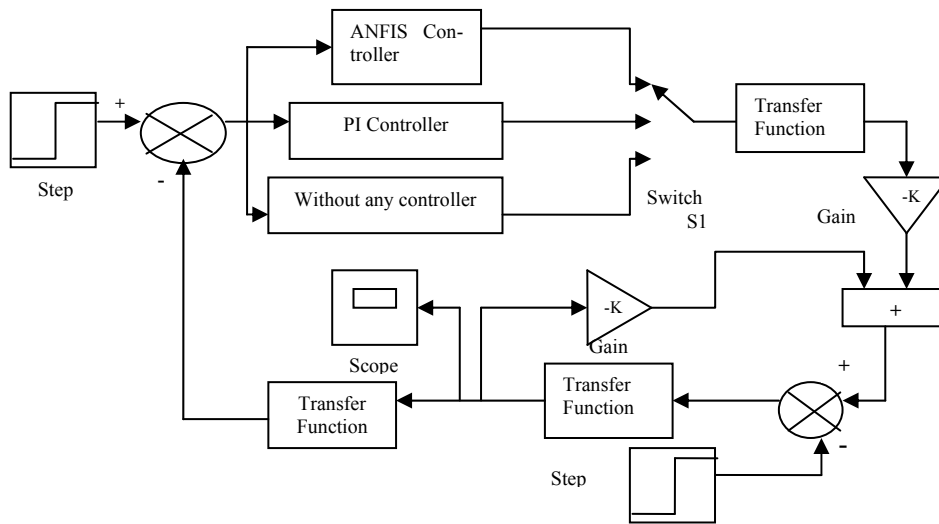 ANFIS Con-
troller
+
PI Controller
Transfer
Function
-
Step
Without any controller
Switch
S1
Gain
-K
-K
+
Gain
Scope
+
Transfer
Function
Transfer
Function
-
Step